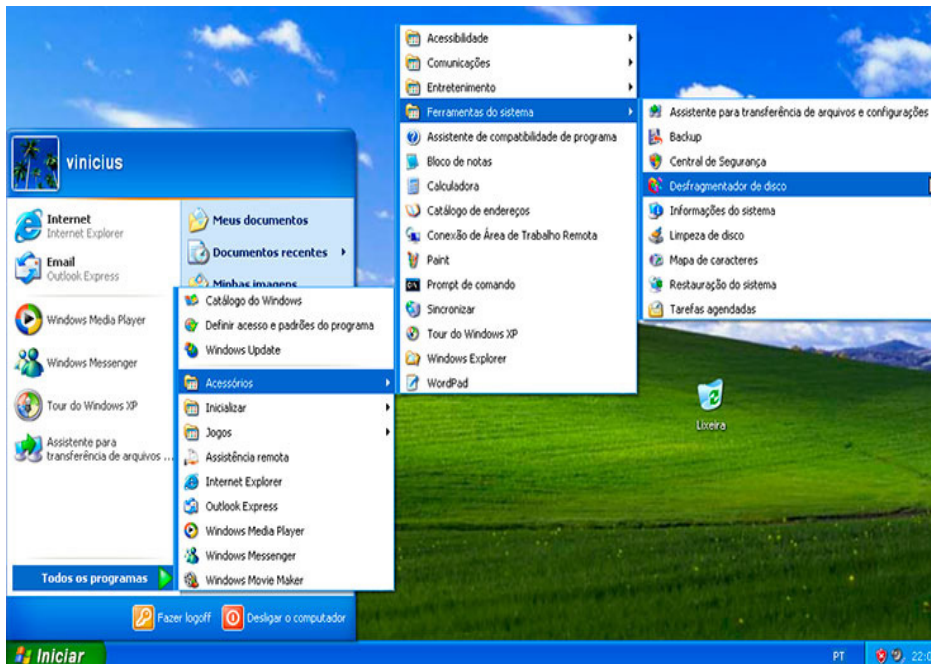 vinicius
Internet
Internet Explorer
Email
Outlook Express
Windows Media Player
Windows Messenger
Tour do Windows XP
Assistente para
transferência de arquivos ...
Todos os programas
Meus documentos
Documentos recentes
Minhas imagens
Catálogo do Windows
Definir acesso e padrões do programa
Windows Update
Acessórios
Inicializar
Jogos
Assistência remota
Internet Explorer
Outlook Express
Windows Media Player
Windows Messenger
Windows Movie Maker
Acessibilidade
Comunicações
Entretenimento
Ferramentas do sistema
Assistente de compatibilidade de programa
Bloco de notas
Calculadora
Catálogo de endereços
Conexão de Área de Trabalho Remota
Paint
Prompt de comando
Sincronizar
Tour do Windows XP
Windows Explorer
WordPad
Assistente para transferência de arquivos e configurações
Backup
Central de Segurança
Desfragmentador de disco
Informações do sistema
Limpeza de disco
Mapa de caracteres
Restauração do sistema
Tarefas agendadas
Lixeira
Fazer logoff
Desligar o computador
Iniciar
PT